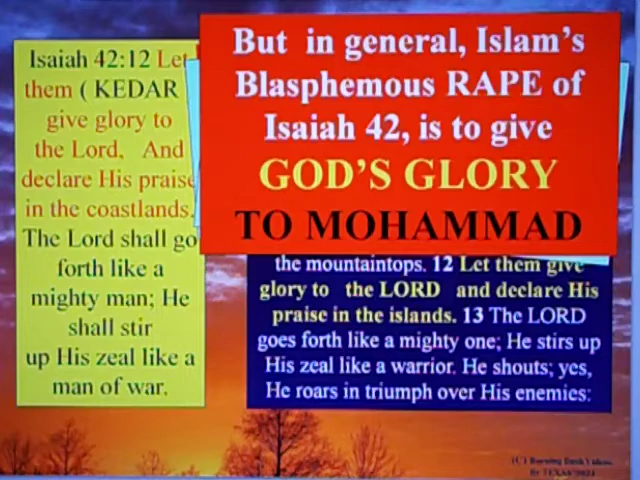 Isaiah 42:12 Let
them ( KEDAR
give glory to
the Lord, And
declare His praise
in the coastlands.
The Lord shall go
forth like a
mighty man; He
shall stir
up His zeal like a
man of war.
But in general, Islam's
Blasphemous RAPE of
Isaiah 42, is to give
GOD'S GLORY
TO MOHAMMAD
the mountaintops. 12 Let them give
glory to the LORD and declare His
praise in the islands. 13 The LORD
goes forth like a mighty one; He stirs up
His zeal like a warrior. He shouts; yes,
He roars in triumph over His enemies:
(C) Burning Bush
By TEXAS